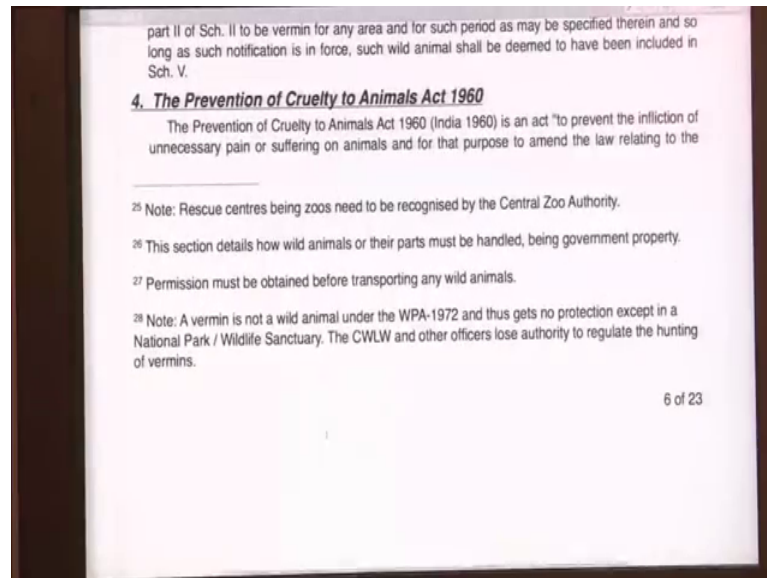 part II of Sch. II to be vermin for any area and for such period as may be specified therein and so
long as such notification is in force, such wild animal shall be deemed to have been included in
Sch. V.
4. The Prevention of Cruelty to Animals Act 1960
The Prevention of Cruelty to Animals Act 1960 (India 1960) is an act "to prevent the infliction of
unnecessary pain or suffering on animals and for that purpose to amend the law relating to the
25 Note: Rescue centres being zoos need to be recognised by the Central Zoo Authority.
26 This section details how wild animals or their parts must be handled, being government property.
27 Permission must be obtained before transporting any wild animals.
28 Note: A vermin is not a wild animal under the WPA-1972 and thus gets no protection except in a
National Park / Wildlife Sanctuary. The CWLW and other officers lose authority to regulate the hunting
of vermins.
6 of 23